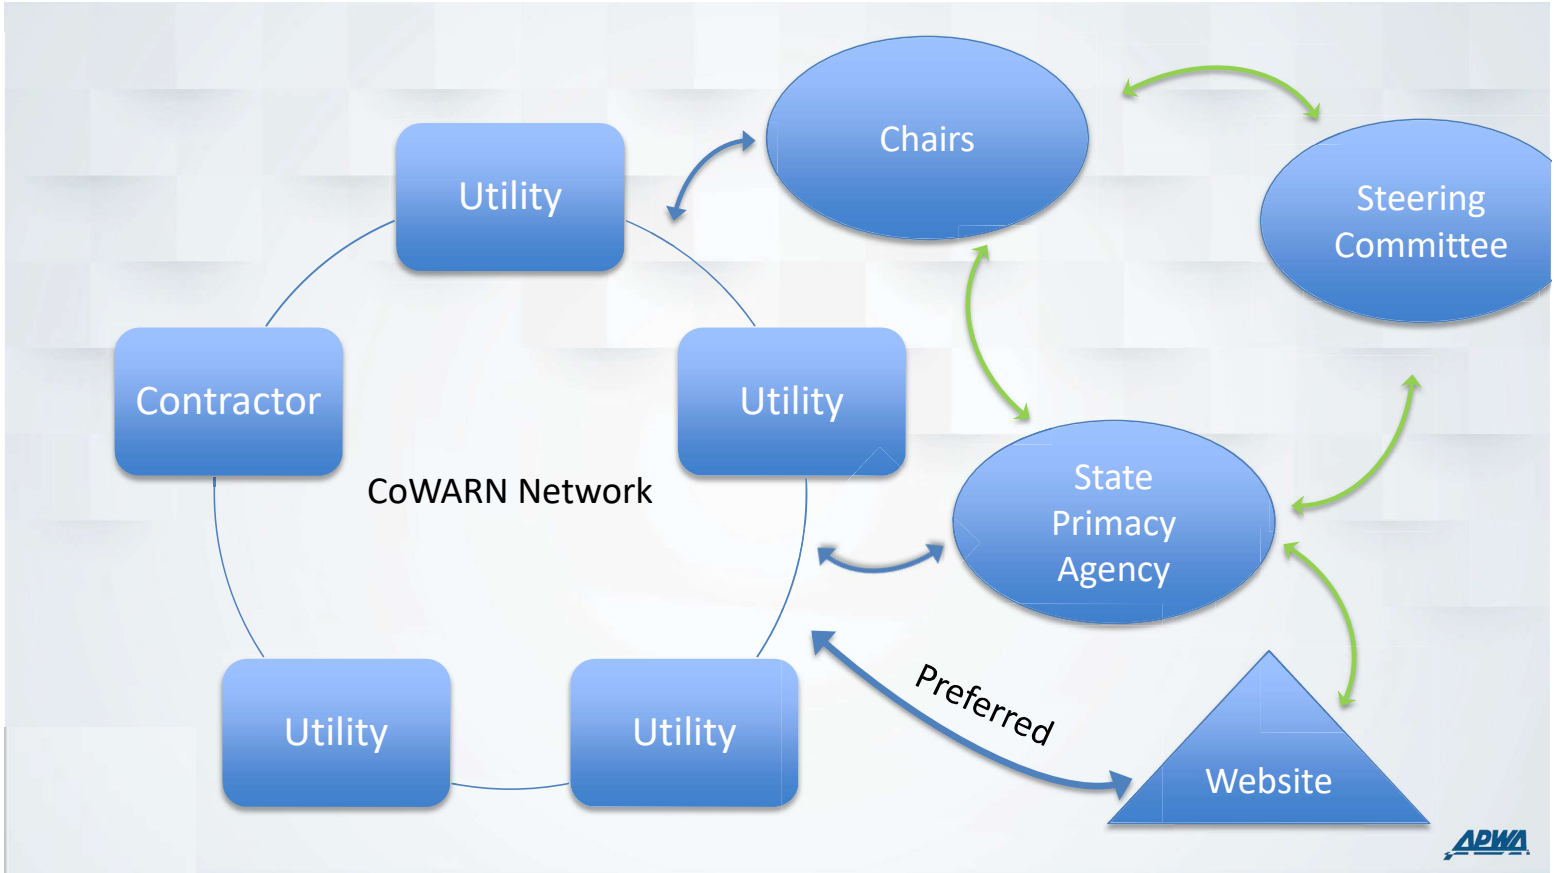 Chairs
Steering
Committee
Utility
Contractor
Utility
CoWARN Network
State
Primacy
Agency
Preferred
Utility
Utility
Website
APWA